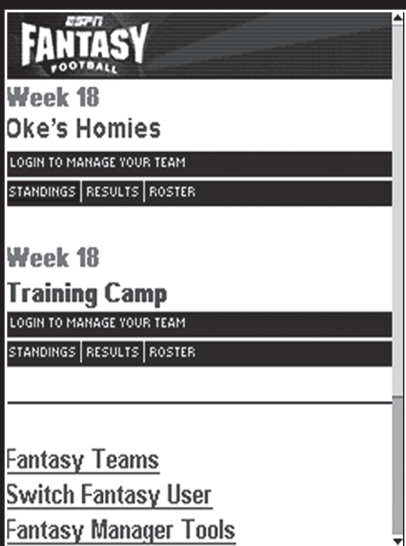 ESPN
FANTASY
FOOTBALL
Week 18
Oke's Homies
LOGIN TO MANAGE YOUR TEAM
STANDINGS RESULTS ROSTER
Week 18
Training Camp
LOGIN TO MANAGE YOUR TEAM
STANDINGS RESULTS ROSTER
Fantasy Teams
Switch Fantasy User
Fantasy Manager Tools